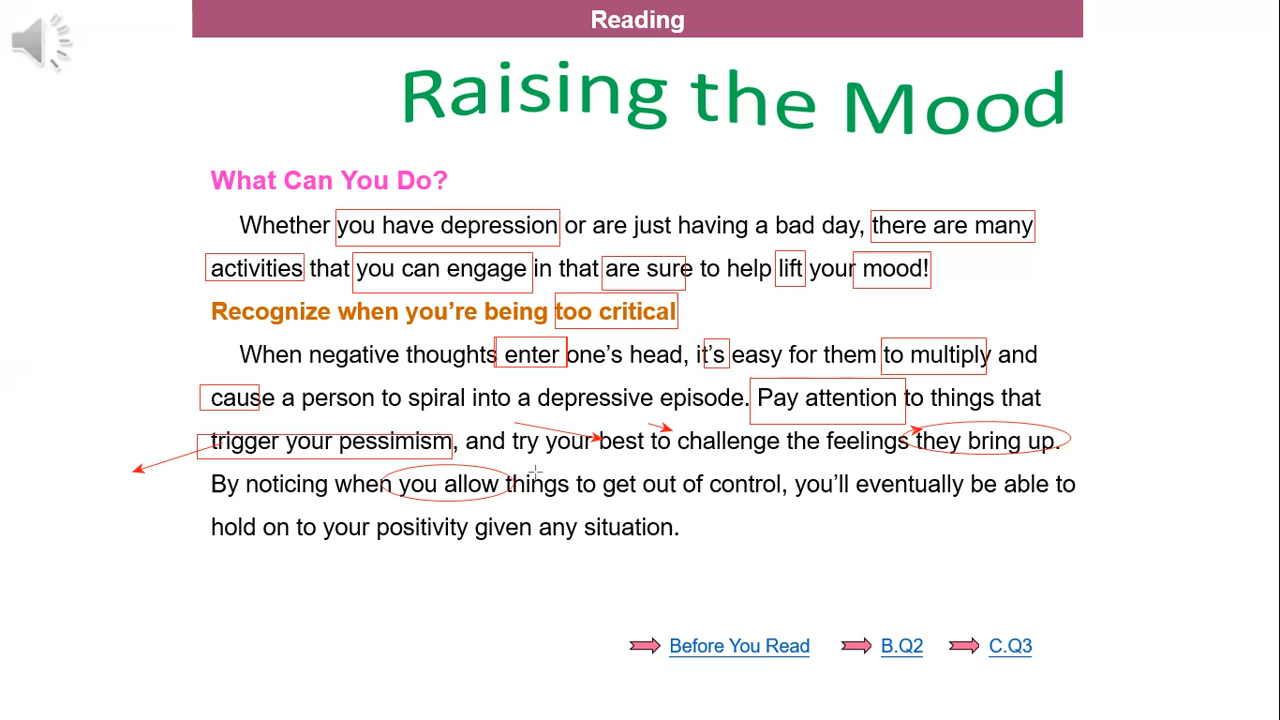 Reading
Raising the Mood
What Can You Do?
Whether you have depression or are just having a bad day, there are many
activities that you can engage in that are sure to help lift your mood!
Recognize when you’re being too critical
When negative thoughts enter one’s head, it’s easy for them to multiply and
cause a person to spiral into a depressive episode. Pay attention to things that
trigger your pessimism, and try your best to challenge the feelings they bring up.
By noticing when you allow things to get out of control, you’ll eventually be able to
hold on to your positivity given any situation.
Before You Read B.Q2 C.Q3